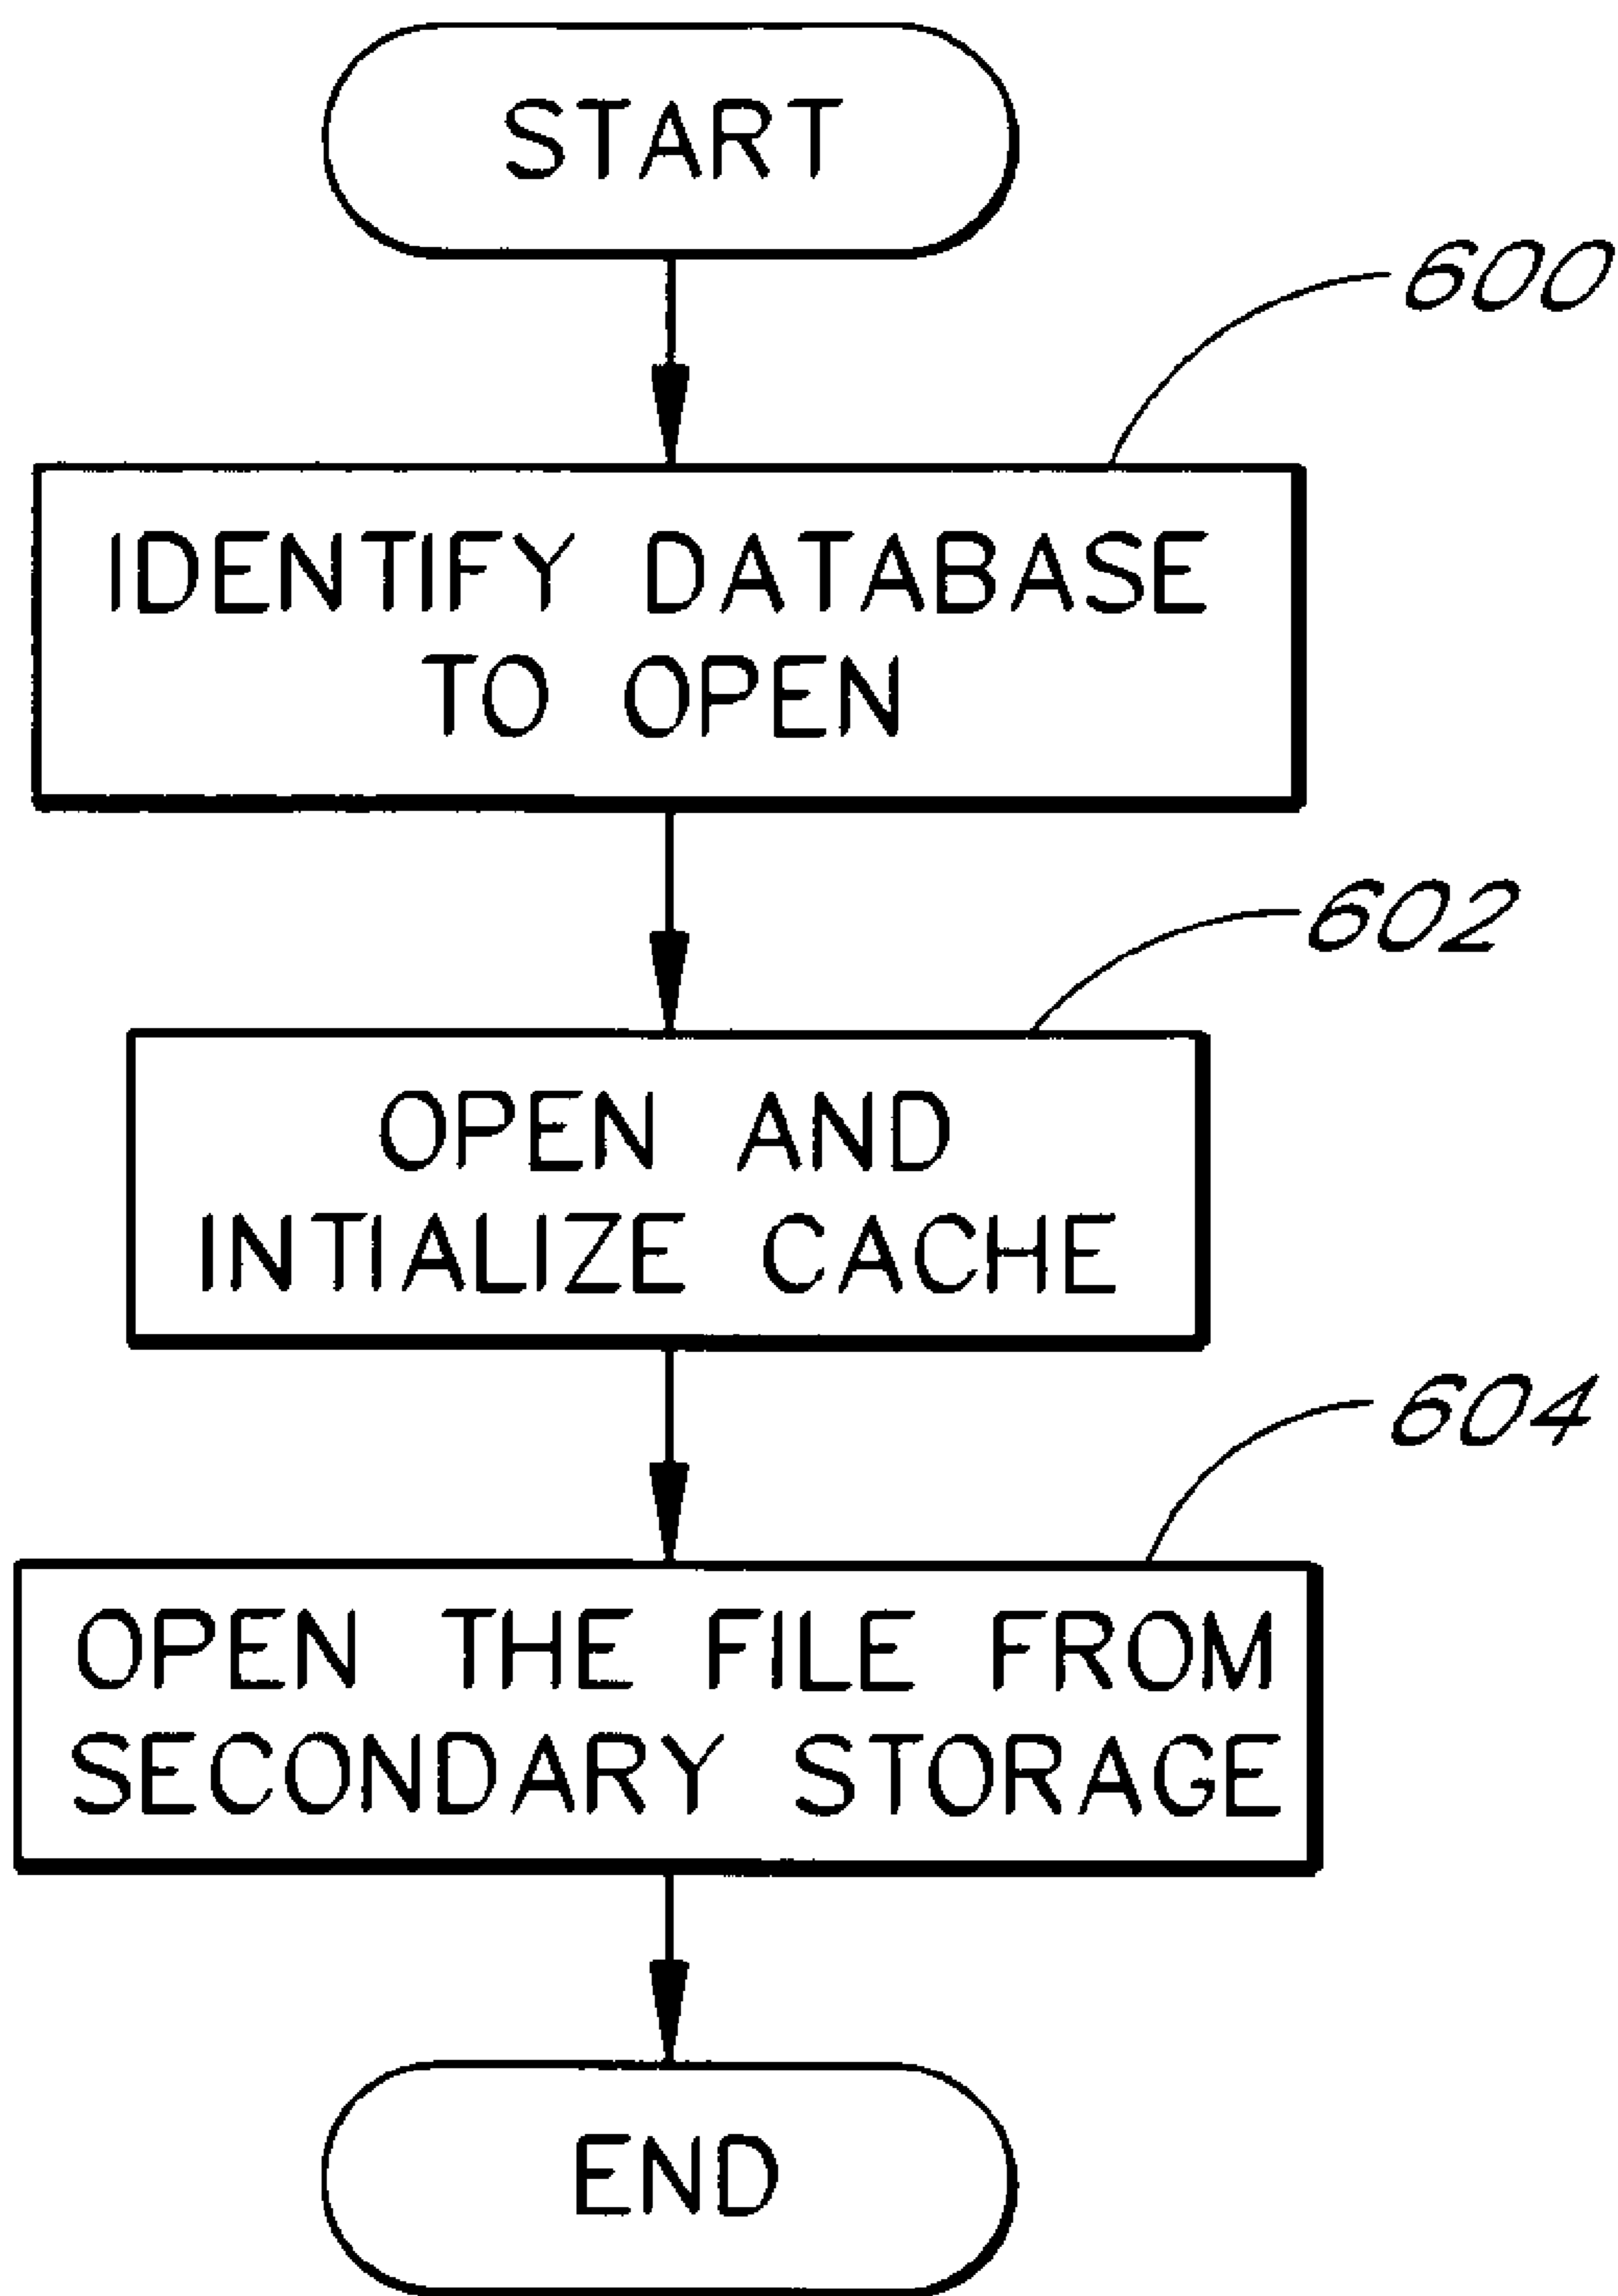 START
600
IDENTIFY DATABASE
TO OPEN
602
OPEN AND
INTIALIZE CACHE
604
OPEN THE FILE FROM
SECONDARY STORAGE
END